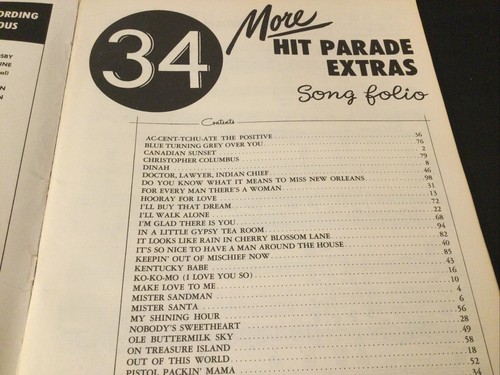 ORDING
OUS
SBY
INE
N
N
34
More
HIT PARADE
EXTRAS
Song folio
Contents
AC-CENT-TCHU-ATE THE POSITIVE 36
BLUE TURNING GREY OVER YOU 76
CANADIAN SUNSET 2
CHRISTOPHER COLUMBUS 79
DINAH 8
DOCTOR, LAWYER, INDIAN CHIEF 46
DO YOU KNOW WHAT IT MEANS TO MISS NEW ORLEANS 98
FOR EVERY MAN THERE'S A WOMAN 31
HOORAY FOR LOVE 13
I'LL BUY THAT DREAM 72
I'LL WALK ALONE 22
I'M GLAD THERE IS YOU 68
IN A LITTLE GYPSY TEA ROOM 94
IT LOOKS LIKE RAIN IN CHERRY BLOSSOM LANE 82
IT'S SO NICE TO HAVE A MAN AROUND THE HOUSE 40
KEEPIN' OUT OF MISCHIEF NOW 85
KENTUCKY BABE 43
KO-KO-MO (I LOVE YOU SO) 16
MAKE LOVE TO ME 10
MISTER SANDMAN 4
MISTER SANTA 6
MY SHINING HOUR 56
NOBODY'S SWEETHEART 28
OLE BUTTERMILK SKY 49
ON TREASURE ISLAND 58
OUT OF THIS WORLD 18
PISTOL PACKIN' MAMA 52
34